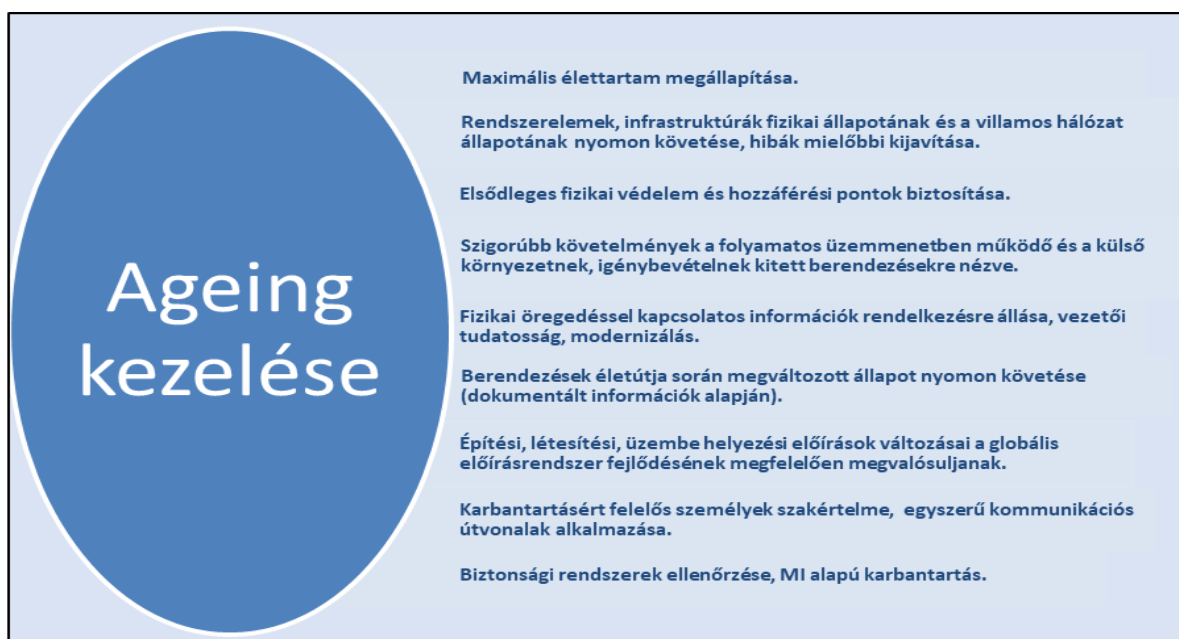 Ageing
kezelése
Maximális élettartam megállapítása.
Rendszerelemek, infrastruktúrák fizikai állapotának és a villamos hálózat
állapotának nyomon követése, hibák mielőbbi kijavítása.
Elsődleges fizikai védelem és hozzáférési pontok biztosítása.
Szigorúbb követelmények a folyamatos üzemmenetben működő és a külső
környezetnek, igénybevételnek kitett berendezésekre nézve.
Fizikai öregedéssel kapcsolatos információk rendelkezésre állása, vezetői
tudatosság, modernizálás.
Berendezések életútja során megváltozott állapot nyomon követése
(dokumentált információk alapján).
Építési, létesítési, üzembe helyezési előírások változásai a globális
előírásrendszer fejlődésének megfelelően megvalósuljanak.
Karbantartásért felelős személyek szakértelme, egyszerű kommunikációs
útvonalak alkalmazása.
Biztonsági rendszerek ellenőrzése, MI alapú karbantartás.